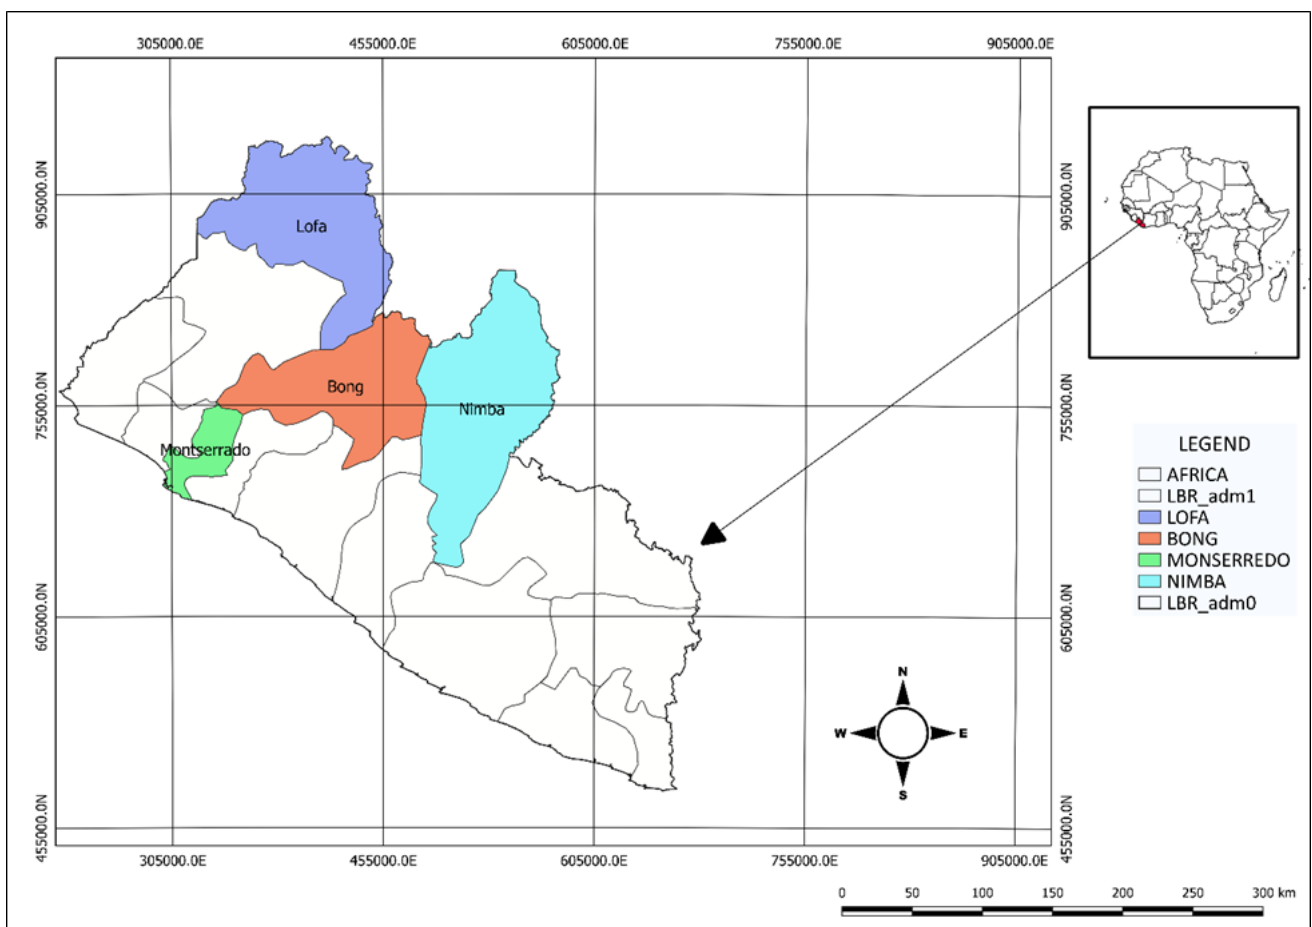 305000.0E 455000.0E 605000.0E 755000.0E 905000.0E
905000.0N 905000.0N
Lofa
Bong
755000.0N 755000.0N
Nimba
Montserrado
LEGEND
AFRICA
LBR_adm1
LOFA
BONG
MONSERREDO
NIMBA
LBR_adm0
605000.0N 605000.0N
N
W E
S
455000.0N 455000.0N
305000.0E 455000.0E 605000.0E 755000.0E 905000.0E
0 50 100 150 200 250 300 km